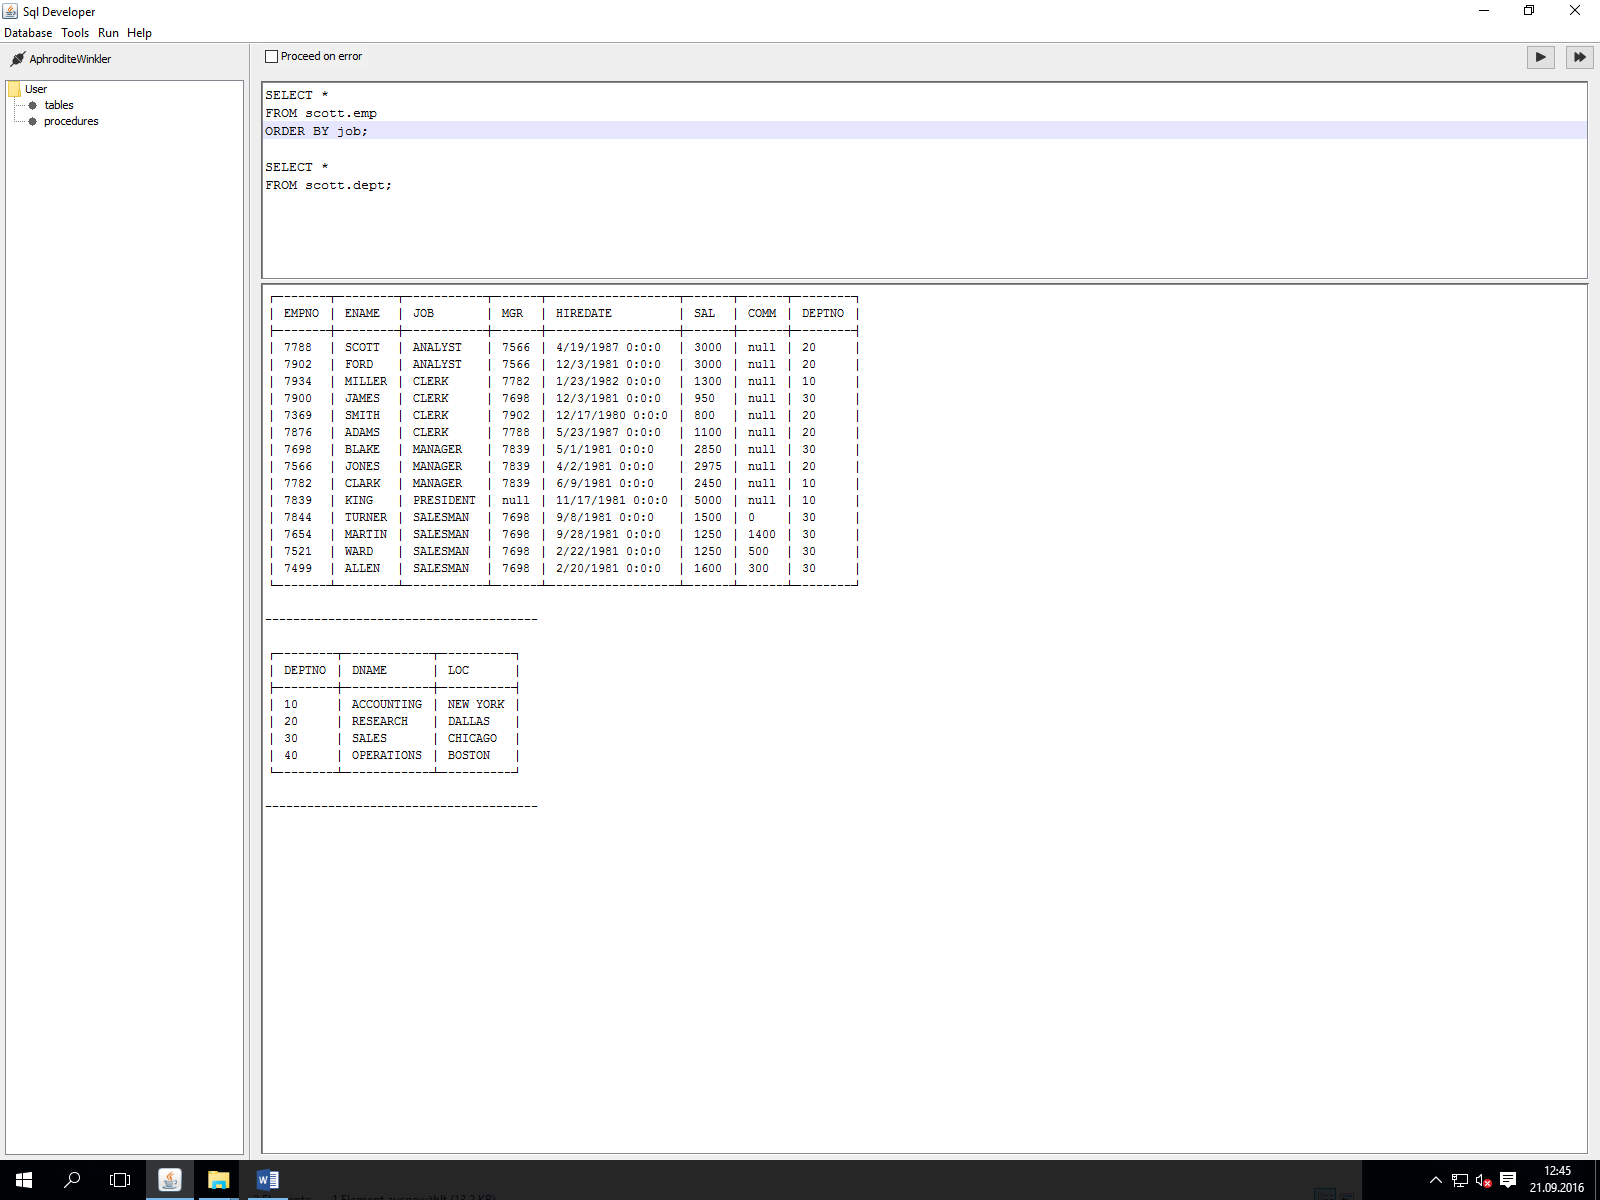 Sql Developer
Database Tools Run Help
AphroditeWinkler
Proceed on error
User
tables
procedures
SELECT *
FROM scott.emp
ORDER BY job;
SELECT *
FROM scott.dept;
| EMPNO | ENAME | JOB | MGR | HIREDATE | SAL | COMM | DEPTNO |
| 7788 | SCOTT | ANALYST | 7566 | 4/19/1987 0:0:0 | 3000 | null | 20 |
| 7902 | FORD | ANALYST | 7566 | 12/3/1981 0:0:0 | 3000 | null | 20 |
| 7934 | MILLER | CLERK | 7782 | 1/23/1982 0:0:0 | 1300 | null | 10 |
| 7900 | JAMES | CLERK | 7698 | 12/3/1981 0:0:0 | 950 | null | 30 |
| 7369 | SMITH | CLERK | 7902 | 12/17/1980 0:0:0 | 800 | null | 20 |
| 7876 | ADAMS | CLERK | 7788 | 5/23/1987 0:0:0 | 1100 | null | 20 |
| 7698 | BLAKE | MANAGER | 7839 | 5/1/1981 0:0:0 | 2850 | null | 30 |
| 7566 | JONES | MANAGER | 7839 | 4/2/1981 0:0:0 | 2975 | null | 20 |
| 7782 | CLARK | MANAGER | 7839 | 6/9/1981 0:0:0 | 2450 | null | 10 |
| 7839 | KING | PRESIDENT | null | 11/17/1981 0:0:0 | 5000 | null | 10 |
| 7844 | TURNER | SALESMAN | 7698 | 9/8/1981 0:0:0 | 1500 | 0 | 30 |
| 7654 | MARTIN | SALESMAN | 7698 | 9/28/1981 0:0:0 | 1250 | 1400 | 30 |
| 7521 | WARD | SALESMAN | 7698 | 2/22/1981 0:0:0 | 1250 | 500 | 30 |
| 7499 | ALLEN | SALESMAN | 7698 | 2/20/1981 0:0:0 | 1600 | 300 | 30 |
---------------------------------------
| DEPTNO | DNAME | LOC |
| 10 | ACCOUNTING | NEW YORK |
| 20 | RESEARCH | DALLAS |
| 30 | SALES | CHICAGO |
| 40 | OPERATIONS | BOSTON |
---------------------------------------
12:45
21.09.2016